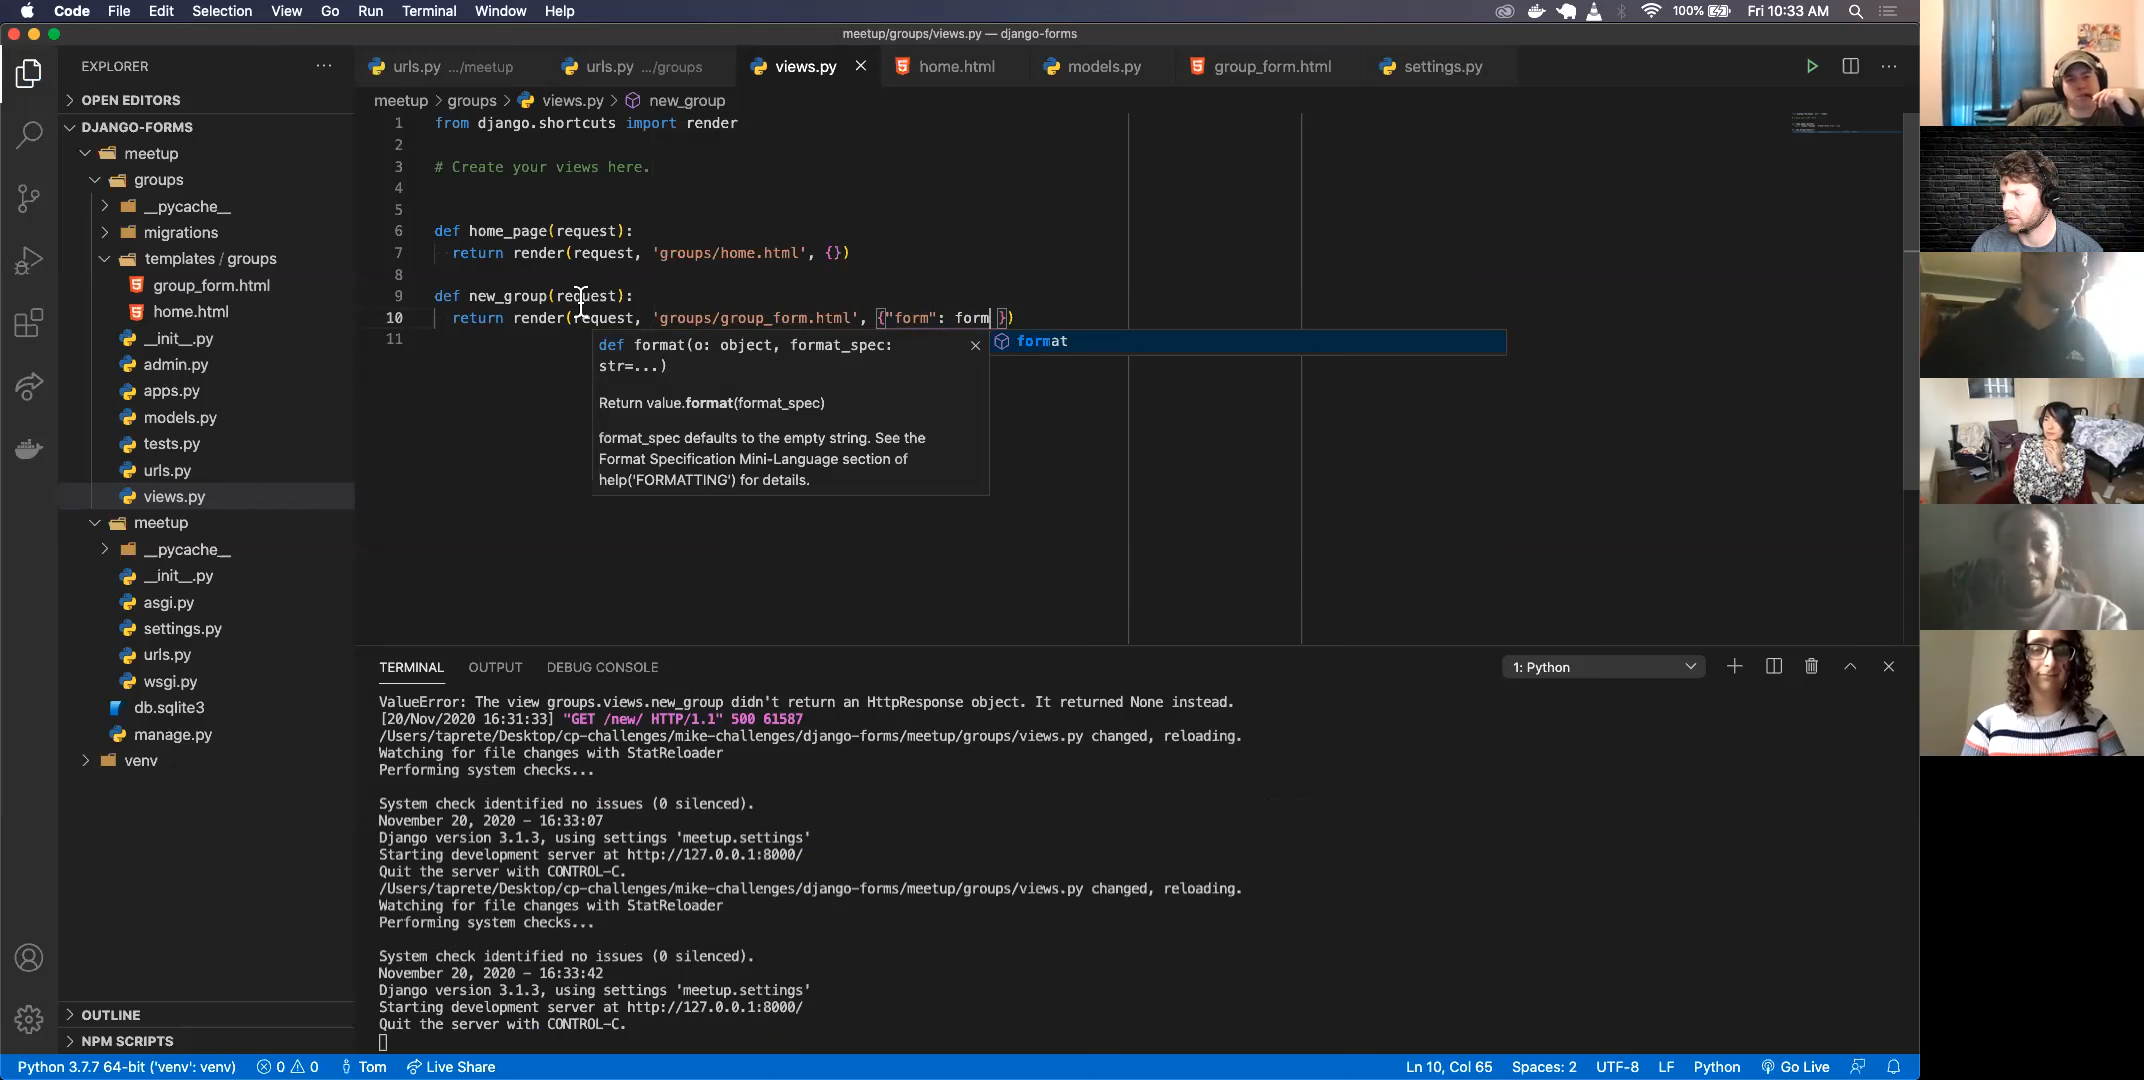 Code File Edit Selection View Go Run Terminal Window Help
100% Fri 10:33 AM
meetup/groups/views.py — django-forms
EXPLORER
urls.py .../meetup
urls.py .../groups
views.py
home.html
models.py
group_form.html
settings.py
OPEN EDITORS
DJANGO-FORMS
meetup
groups
__pycache__
migrations
templates / groups
group_form.html
home.html
__init__.py
admin.py
apps.py
models.py
tests.py
urls.py
views.py
meetup
__pycache__
__init__.py
asgi.py
settings.py
urls.py
wsgi.py
db.sqlite3
manage.py
venv
OUTLINE
NPM SCRIPTS
meetup > groups > views.py > new_group
1 from django.shortcuts import render
2
3 # Create your views here.
4
5
6 def home_page(request):
7 return render(request, 'groups/home.html', {})
8
9 def new_group(request):
10 return render(request, 'groups/group_form.html', {"form": form })
11
format
def format(o: object, format_spec:
str=...)
Return value.format(format_spec)
format_spec defaults to the empty string. See the
Format Specification Mini-Language section of
help('FORMATTING') for details.
TERMINAL OUTPUT DEBUG CONSOLE
1: Python
ValueError: The view groups.views.new_group didn't return an HttpResponse object. It returned None instead.
[20/Nov/2020 16:31:33] "GET /new/ HTTP/1.1" 500 61587
/Users/taprete/Desktop/cp-challenges/mike-challenges/django-forms/meetup/groups/views.py changed, reloading.
Watching for file changes with StatReloader
Performing system checks...
System check identified no issues (0 silenced).
November 20, 2020 - 16:33:07
Django version 3.1.3, using settings 'meetup.settings'
Starting development server at http://127.0.0.1:8000/
Quit the server with CONTROL-C.
/Users/taprete/Desktop/cp-challenges/mike-challenges/django-forms/meetup/groups/views.py changed, reloading.
Watching for file changes with StatReloader
Performing system checks...
System check identified no issues (0 silenced).
November 20, 2020 - 16:33:42
Django version 3.1.3, using settings 'meetup.settings'
Starting development server at http://127.0.0.1:8000/
Quit the server with CONTROL-C.
Python 3.7.7 64-bit ('venv': venv) 0 0 Tom Live Share
Ln 10, Col 65 Spaces: 2 UTF-8 LF Python Go Live